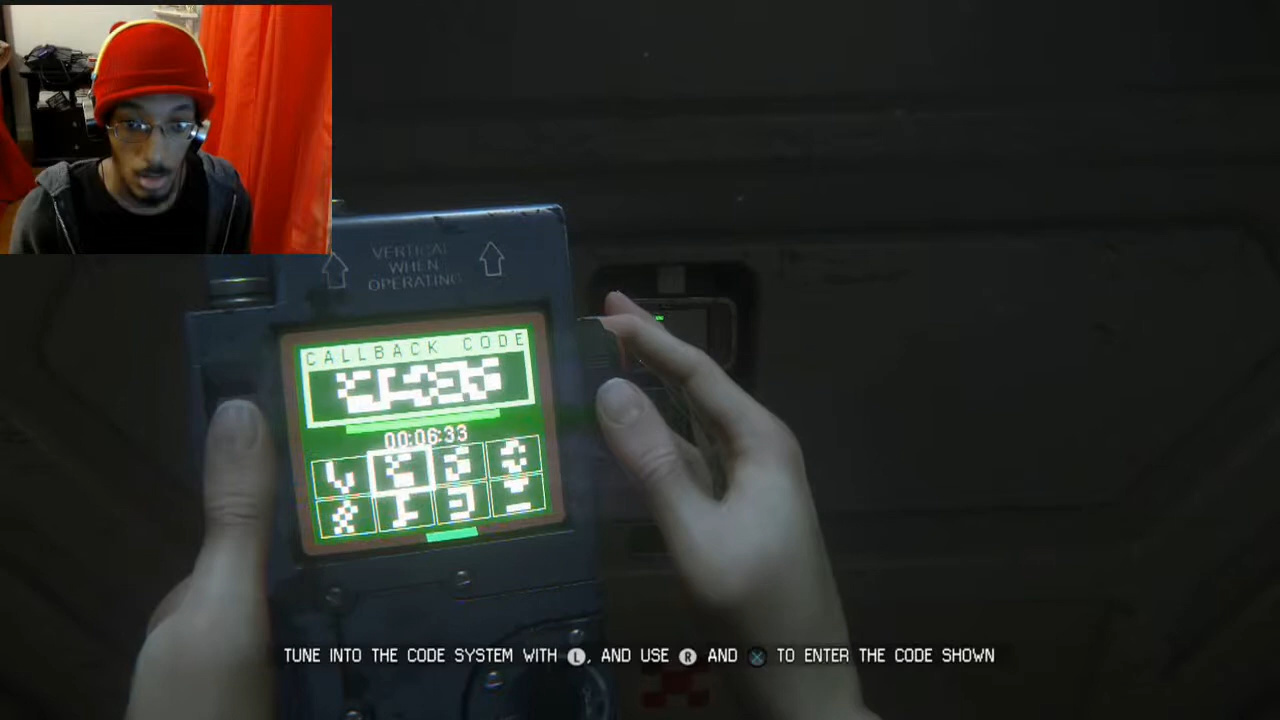 VERTICAL
WHEN
OPERATING
CALLBACK CODE
00:06:33
TUNE INTO THE CODE SYSTEM WITH L, AND USE R AND X TO ENTER THE CODE SHOWN